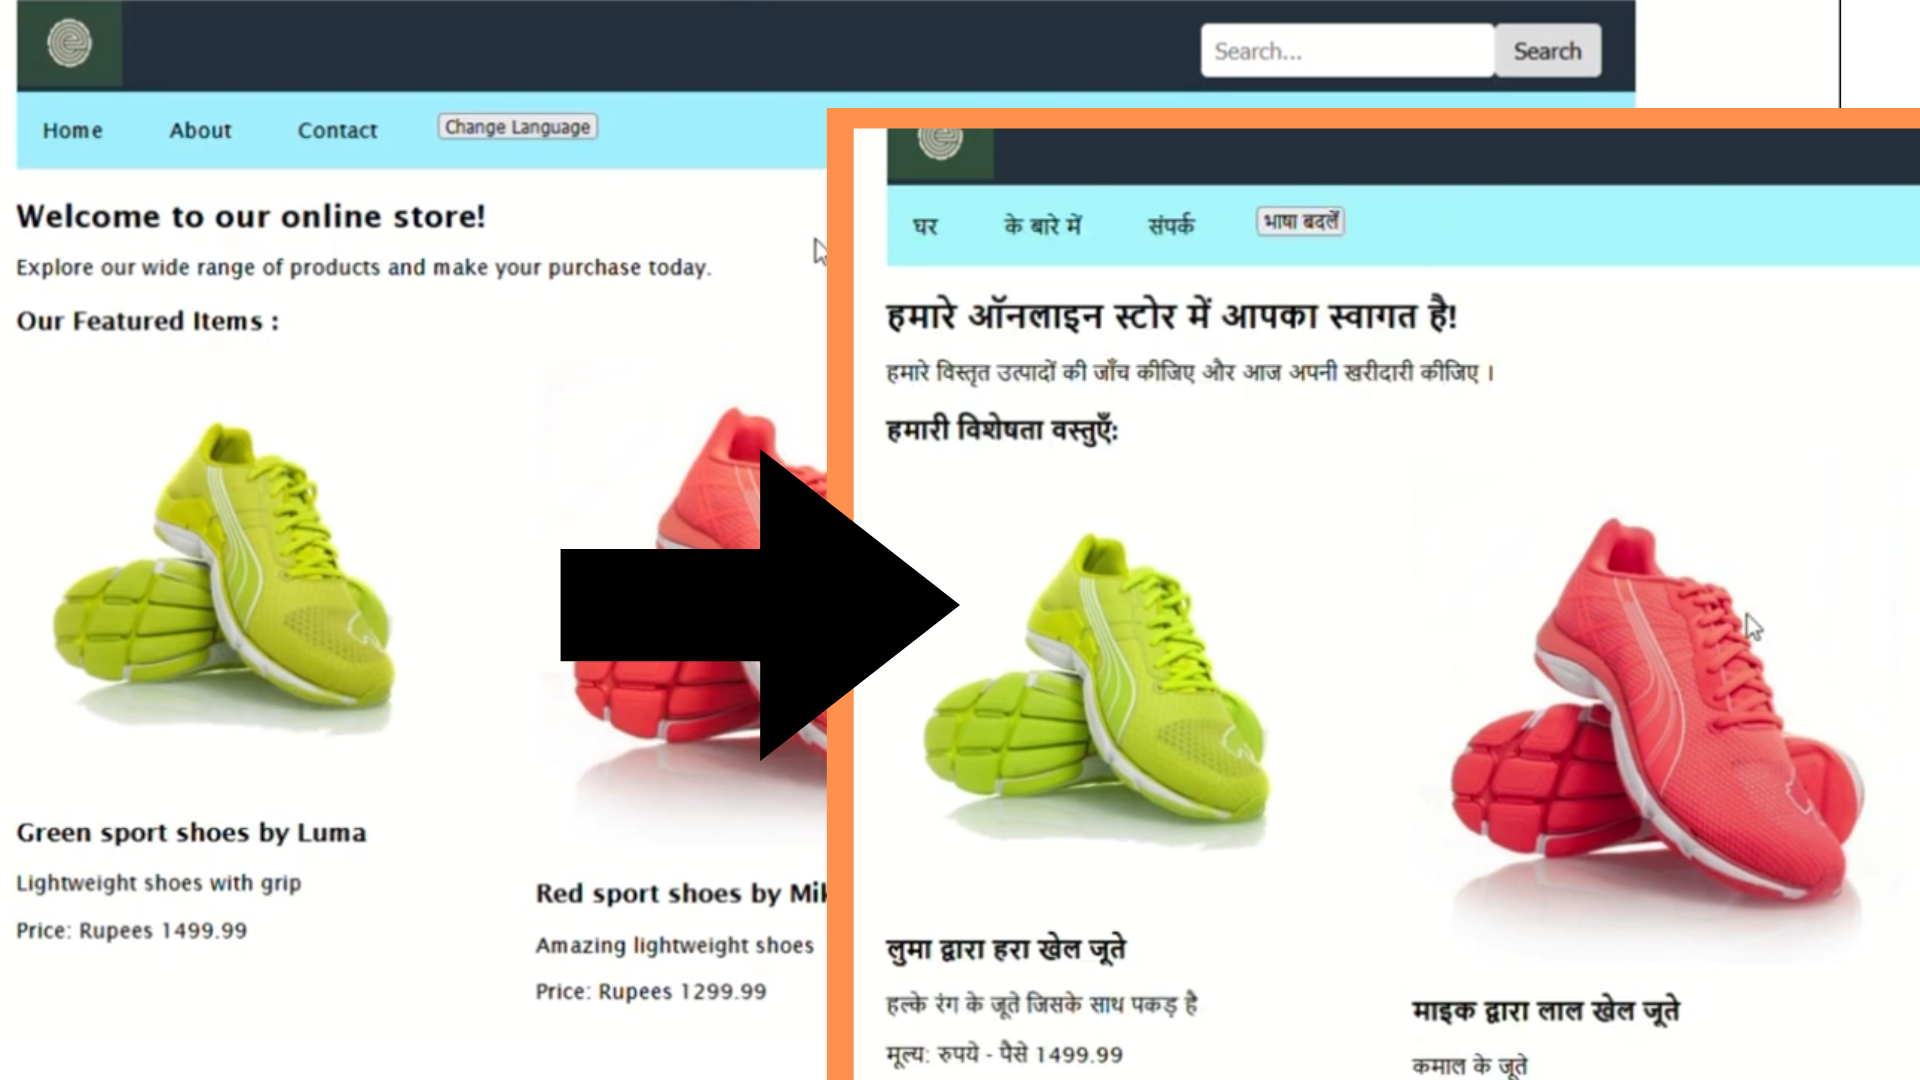 Search... Search
Home About Contact Change Language
Welcome to our online store!
Explore our wide range of products and make your purchase today.
Our Featured Items :
Green sport shoes by Luma
Lightweight shoes with grip
Price: Rupees 1499.99
Red sport shoes by
Amazing lightweight shoes
Price: Rupees 1299.99
घर के बारे में संपर्क भाषा बदलें
हमारे ऑनलाइन स्टोर में आपका स्वागत है!
हमारे विस्तृत उत्पादों की जाँच कीजिए और आज अपनी खरीदारी कीजिए ।
हमारी विशेषता वस्तुएँ:
लुमा द्वारा हरा खेल जूते
हल्के रंग के जूते जिसके साथ पकड़ है
मूल्य: रुपये - पैसे 1499.99
माइक द्वारा लाल खेल जूते
कमाल के जूते